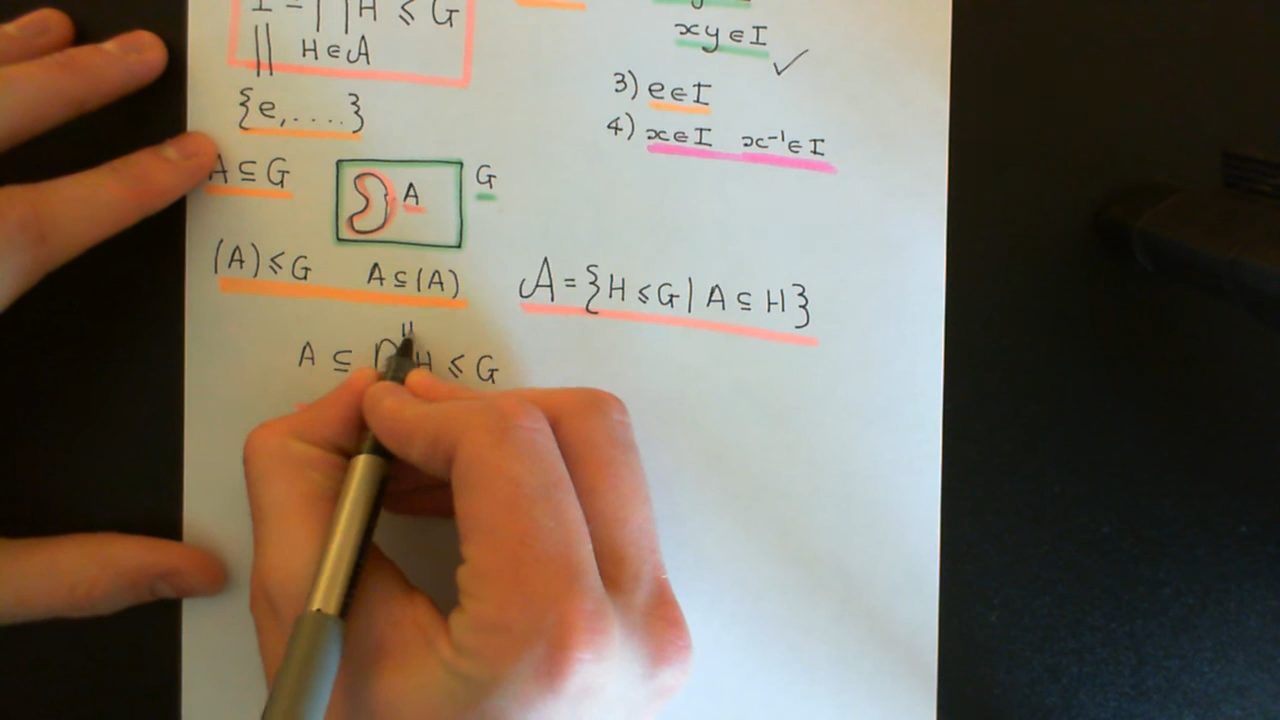 I = ⋂ H ⩽ G
|| H∈𝒜
{e,....}
xy∈I ✓
3) e∈I
4) x∈I x⁻¹∈I
A ⊆ G
A
G
(A) ⩽ G A ⊆ (A)
𝒜 = {H ⩽ G | A ⊆ H}
||
A ⊆ ⋂ H ⩽ G